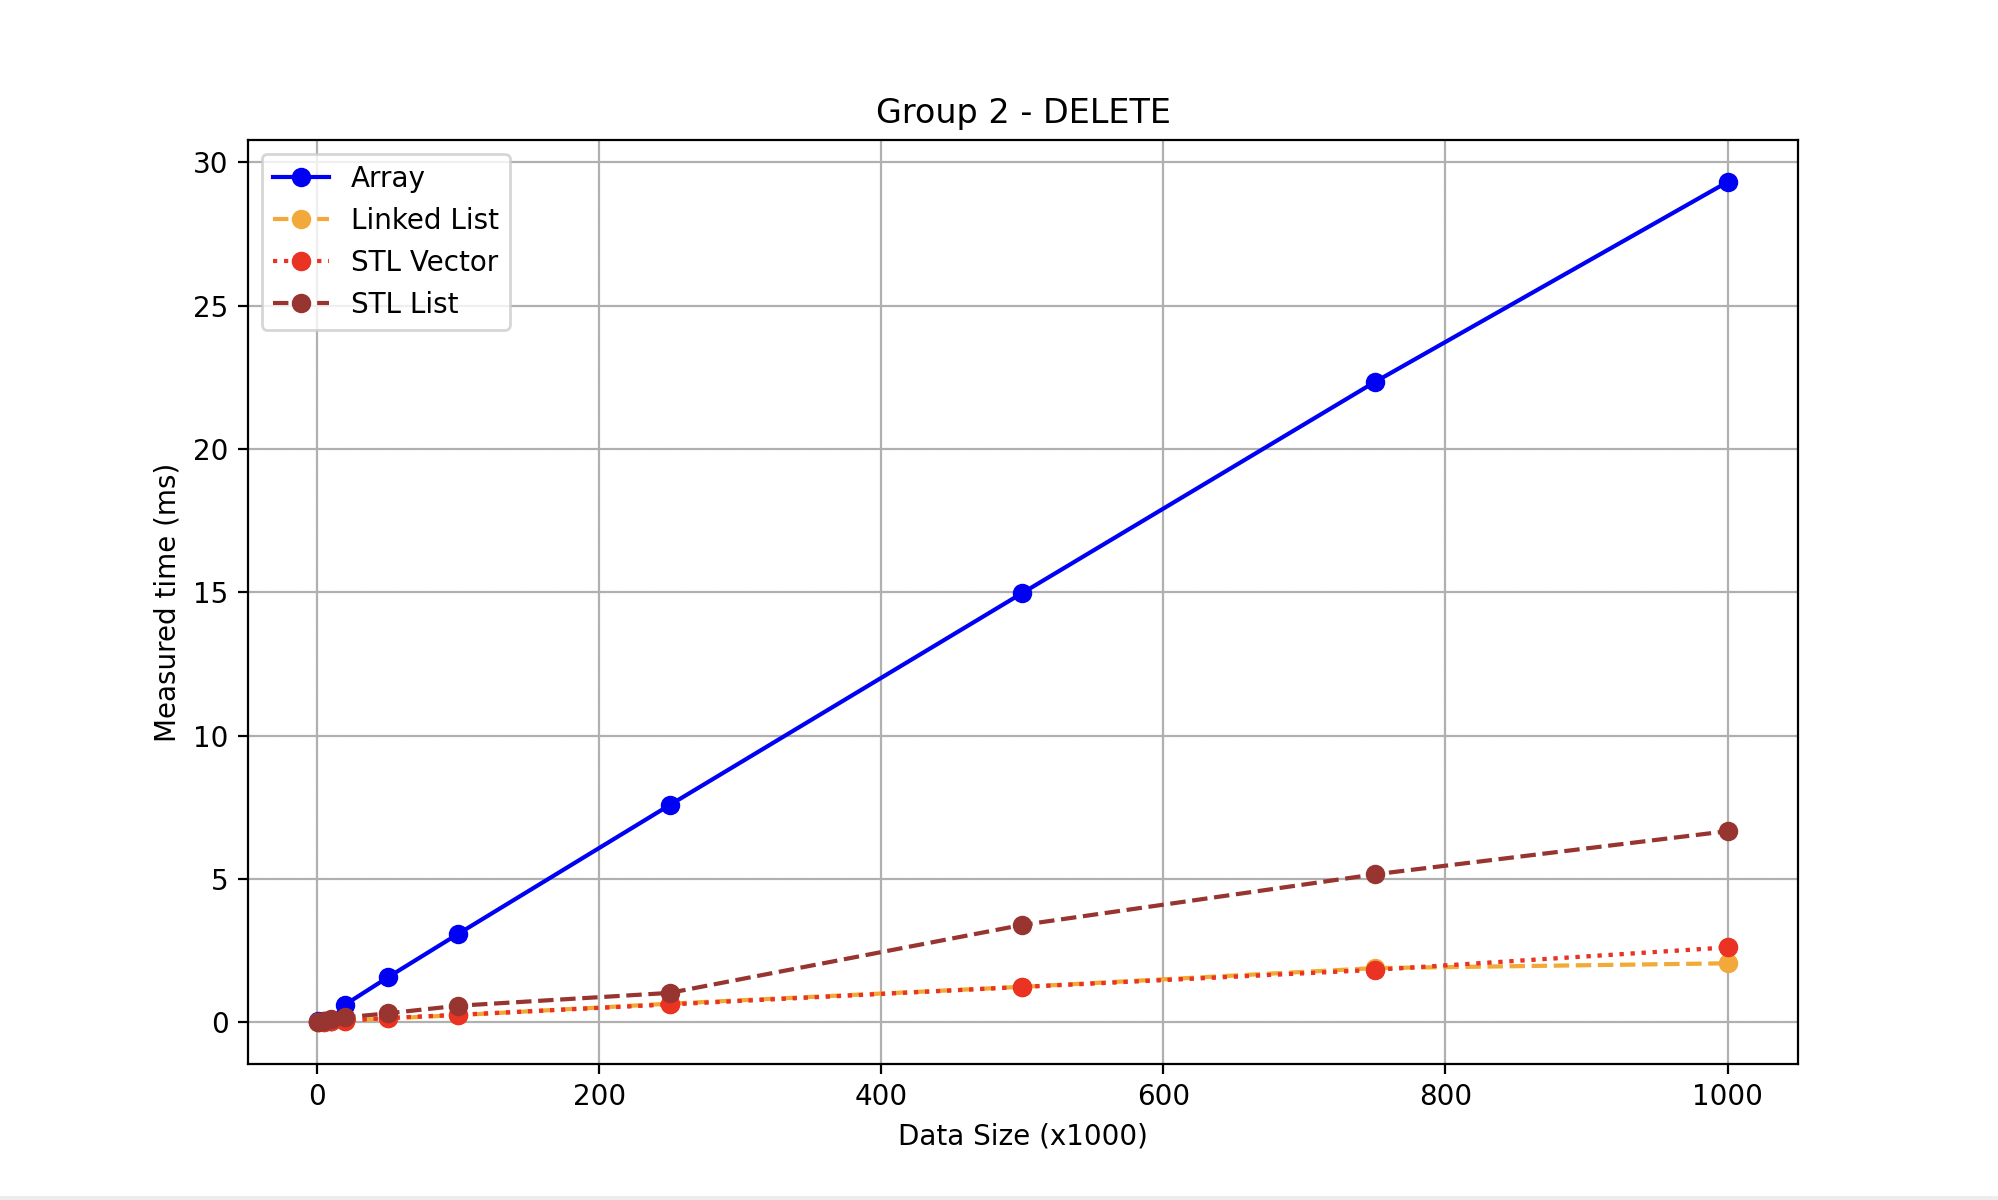 Group 2 - DELETE
Array
Linked List
STL Vector
STL List
30
25
20
15
10
5
0
Measured time (ms)
0 200 400 600 800 1000
Data Size (x1000)